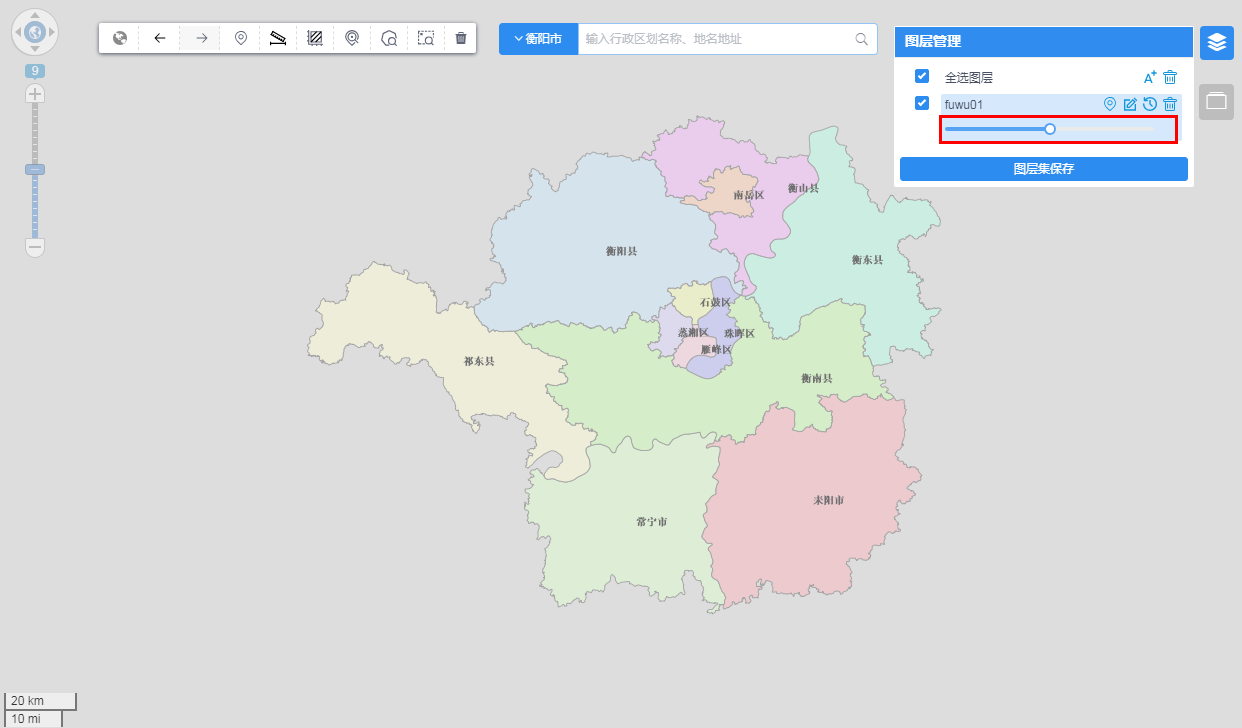 9
衡阳市
输入行政区划名称、地名地址
图层管理
全选图层
A+
fuwu01
图层集保存
南岳区
衡山县
衡阳县
衡东县
石鼓区
蒸湘区
珠晖区
雁峰区
祁东县
衡南县
耒阳市
常宁市
20 km
10 mi